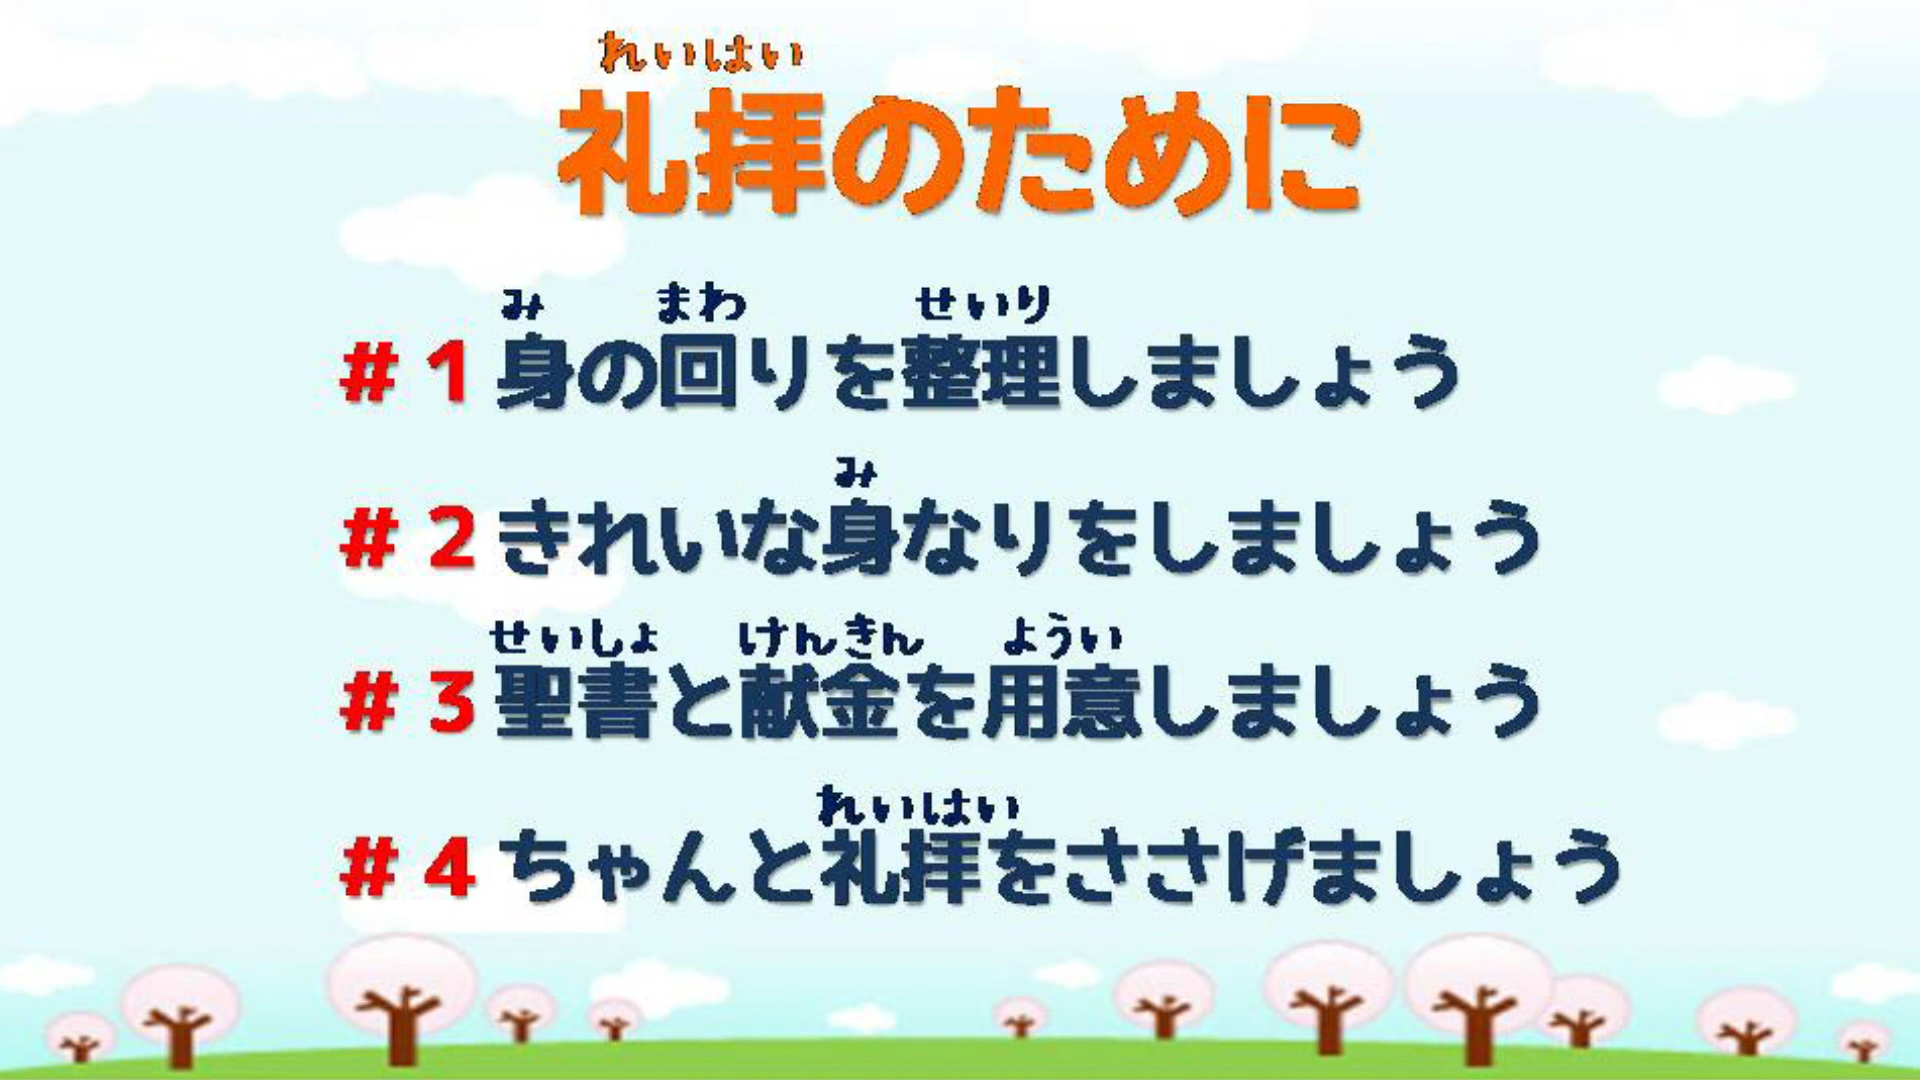 れいはい
礼拝のために
み まわ せいり
#1 身の回りを整理しましょう
み
#2 きれいな身なりをしましょう
せいしょ けんきん ようい
#3 聖書と献金を用意しましょう
れいはい
#4 ちゃんと礼拝をささげましょう